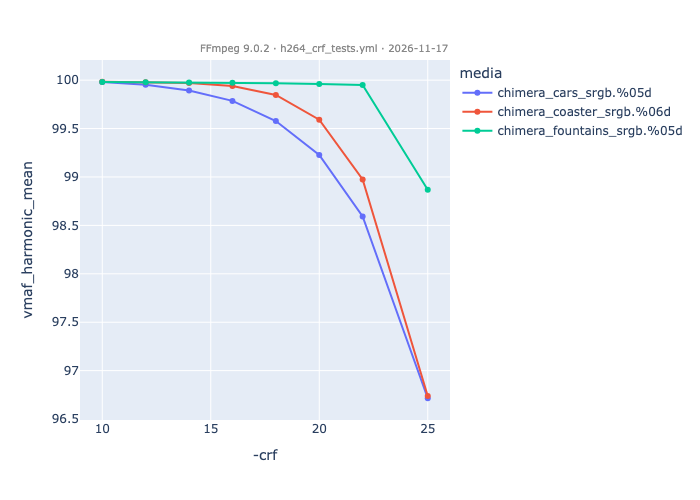 FFmpeg 9.0.2 · h264_crf_tests.yml · 2026-11-17
media
chimera_cars_srgb.%05d
chimera_coaster_srgb.%06d
chimera_fountains_srgb.%05d
vmaf_harmonic_mean
100
99.5
99
98.5
98
97.5
97
96.5
10
15
20
25
-crf